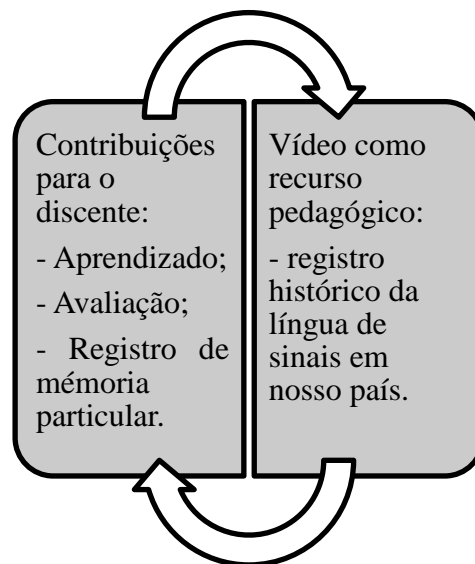 Contribuições
para o
discente:
- Aprendizado;
- Avaliação;
- Registro de
mémoria
particular.
Vídeo como
recurso
pedagógico:
- registro
histórico da
língua de
sinais em
nosso país.